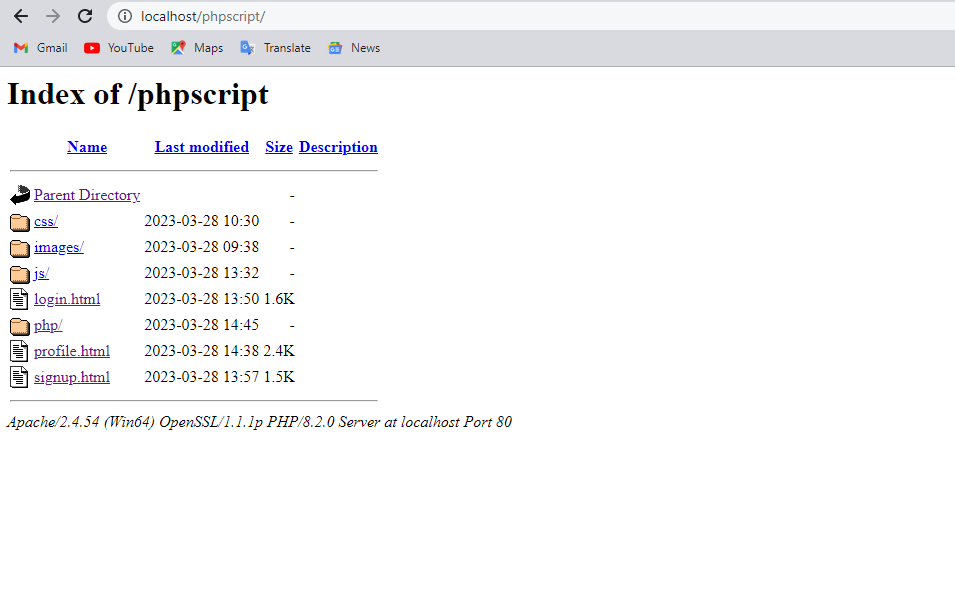 localhost/phpscript/
Gmail YouTube Maps Translate News
Index of /phpscript
Name Last modified Size Description
Parent Directory -
css/ 2023-03-28 10:30 -
images/ 2023-03-28 09:38 -
js/ 2023-03-28 13:32 -
login.html 2023-03-28 13:50 1.6K
php/ 2023-03-28 14:45 -
profile.html 2023-03-28 14:38 2.4K
signup.html 2023-03-28 13:57 1.5K
Apache/2.4.54 (Win64) OpenSSL/1.1.1p PHP/8.2.0 Server at localhost Port 80